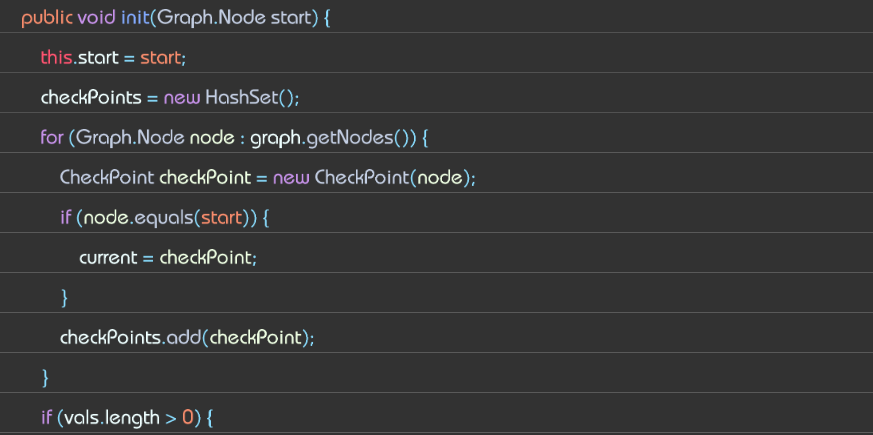 public void init(Graph.Node start) {
this.start = start;
checkPoints = new HashSet();
for (Graph.Node node : graph.getNodes()) {
CheckPoint checkPoint = new CheckPoint(node);
if (node.equals(start)) {
current = checkPoint;
}
checkPoints.add(checkPoint);
}
if (vals.length > 0) {